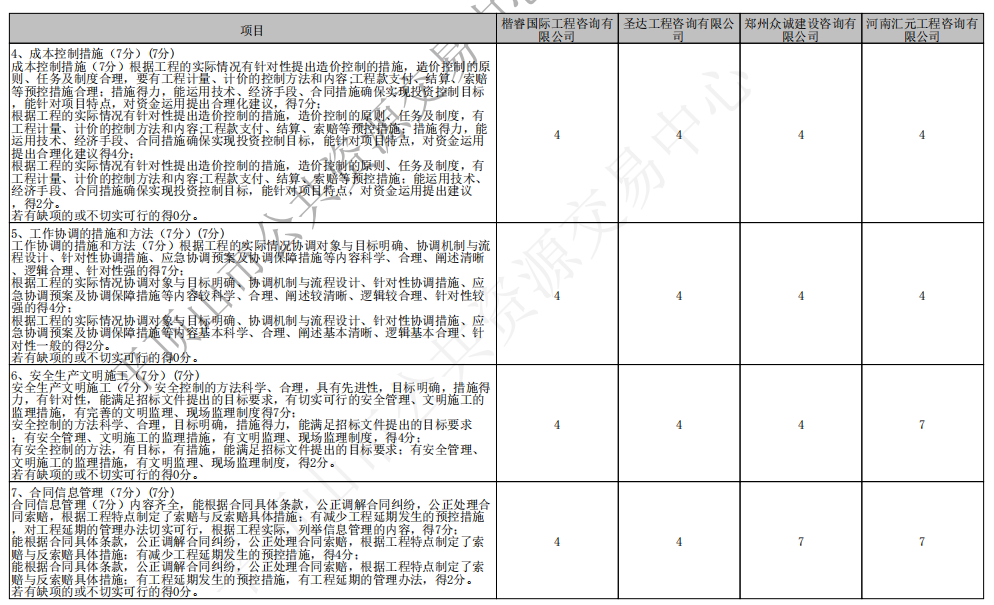 项目
楷睿国际工程咨询有
限公司
圣达工程咨询有限公
司
郑州众诚建设咨询有
限公司
河南汇元工程咨询有
限公司
4、成本控制措施（7分）(7分)
成本控制措施（7分）根据工程的实际情况有针对性提出造价控制的措施，造价控制的原
则、任务及制度合理，要有工程计量、计价的控制方法和内容;工程款支付、结算、索赔
等预控措施合理；措施得力，能运用技术、经济手段、合同措施确保实现投资控制目标
，能针对项目特点，对资金运用提出合理化建议，得7分；
根据工程的实际情况有针对性提出造价控制的措施，造价控制的原则、任务及制度，有
工程计量、计价的控制方法和内容;工程款支付、结算、索赔等预控措施；措施得力，能
运用技术、经济手段、合同措施确保实现投资控制目标，能针对项目特点，对资金运用
提出合理化建议得4分；
根据工程的实际情况有针对性提出造价控制的措施，造价控制的原则、任务及制度，有
工程计量、计价的控制方法和内容;工程款支付、结算、索赔等预控措施；能运用技术、
经济手段、合同措施确保实现投资控制目标，能针对项目特点，对资金运用提出建议
，得2分。
若有缺项的或不切实可行的得0分。
4
4
4
4
5、工作协调的措施和方法（7分）(7分)
工作协调的措施和方法（7分）根据工程的实际情况协调对象与目标明确、协调机制与流
程设计、针对性协调措施、应急协调预案及协调保障措施等内容科学、合理、阐述清晰
、逻辑合理、针对性强的得7分；
根据工程的实际情况协调对象与目标明确、协调机制与流程设计、针对性协调措施、应
急协调预案及协调保障措施等内容较科学、合理、阐述较清晰、逻辑较合理、针对性较
强的得4分；
根据工程的实际情况协调对象与目标明确、协调机制与流程设计、针对性协调措施、应
急协调预案及协调保障措施等内容基本科学、合理、阐述基本清晰、逻辑基本合理、针
对性一般的得2分。
若有缺项的或不切实可行的得0分。
4
4
4
4
6、安全生产文明施工（7分）(7分)
安全生产文明施工（7分）安全控制的方法科学、合理，具有先进性，目标明确，措施得
力，有针对性，能满足招标文件提出的目标要求，有切实可行的安全管理、文明施工的
监理措施，有完善的文明监理、现场监理制度得7分；
安全控制的方法科学、合理，目标明确，措施得力，能满足招标文件提出的目标要求
；有安全管理、文明施工的监理措施，有文明监理、现场监理制度，得4分；
有安全控制的方法，有目标，有措施，能满足招标文件提出的目标要求；有安全管理、
文明施工的监理措施，有文明监理、现场监理制度，得2分。
若有缺项的或不切实可行的得0分。
4
4
4
7
7、合同信息管理（7分）(7分)
合同信息管理（7分）内容齐全，能根据合同具体条款，公正调解合同纠纷，公正处理合
同索赔，根据工程特点制定了索赔与反索赔具体措施；有减少工程延期发生的预控措施
，对工程延期的管理办法切实可行，根据工程实际，列举信息管理的内容，得7分；
能根据合同具体条款，公正调解合同纠纷，公正处理合同索赔，根据工程特点制定了索
赔与反索赔具体措施；有减少工程延期发生的预控措施，得4分；
能根据合同具体条款，公正调解合同纠纷，公正处理合同索赔，根据工程特点制定了索
赔与反索赔具体措施；有工程延期发生的预控措施，有工程延期的管理办法，得2分。
若有缺项的或不切实可行的得0分。
4
4
7
7
平顶山市公共资源交易中心
平顶山市公共资源交易中心